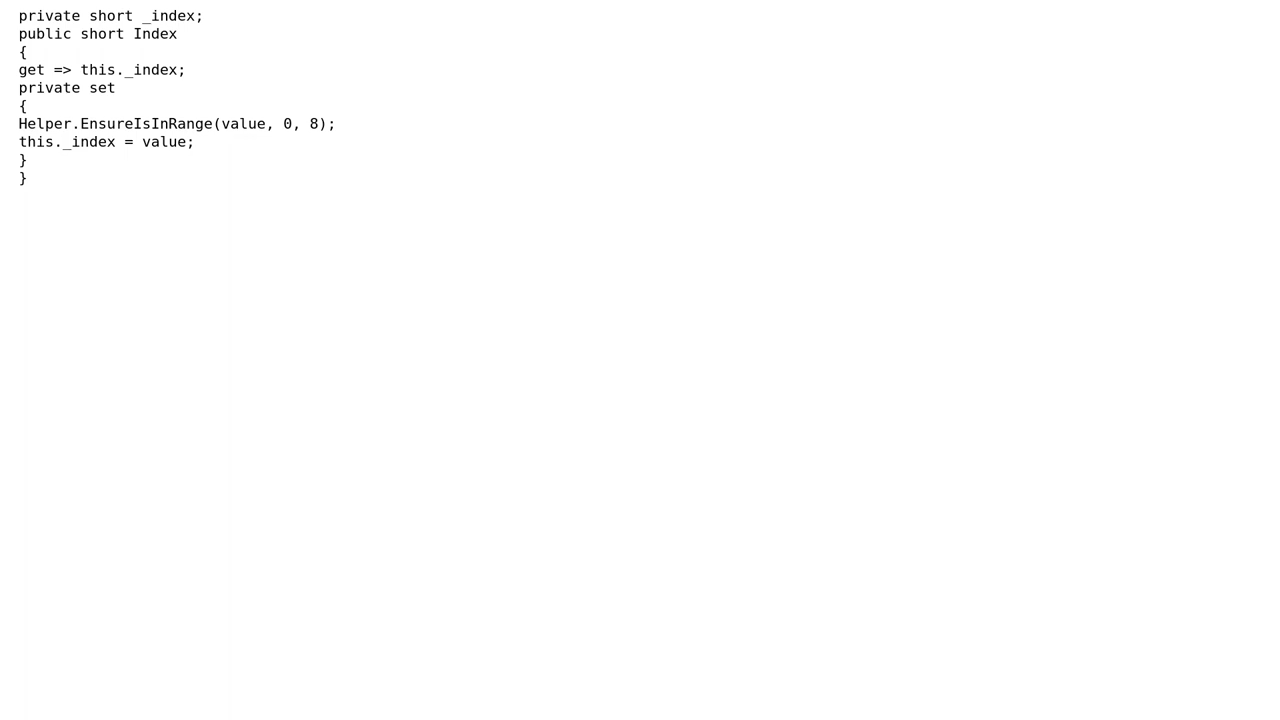 private short _index;
public short Index
{
get => this._index;
private set
{
Helper.EnsureIsInRange(value, 0, 8);
this._index = value;
}
}